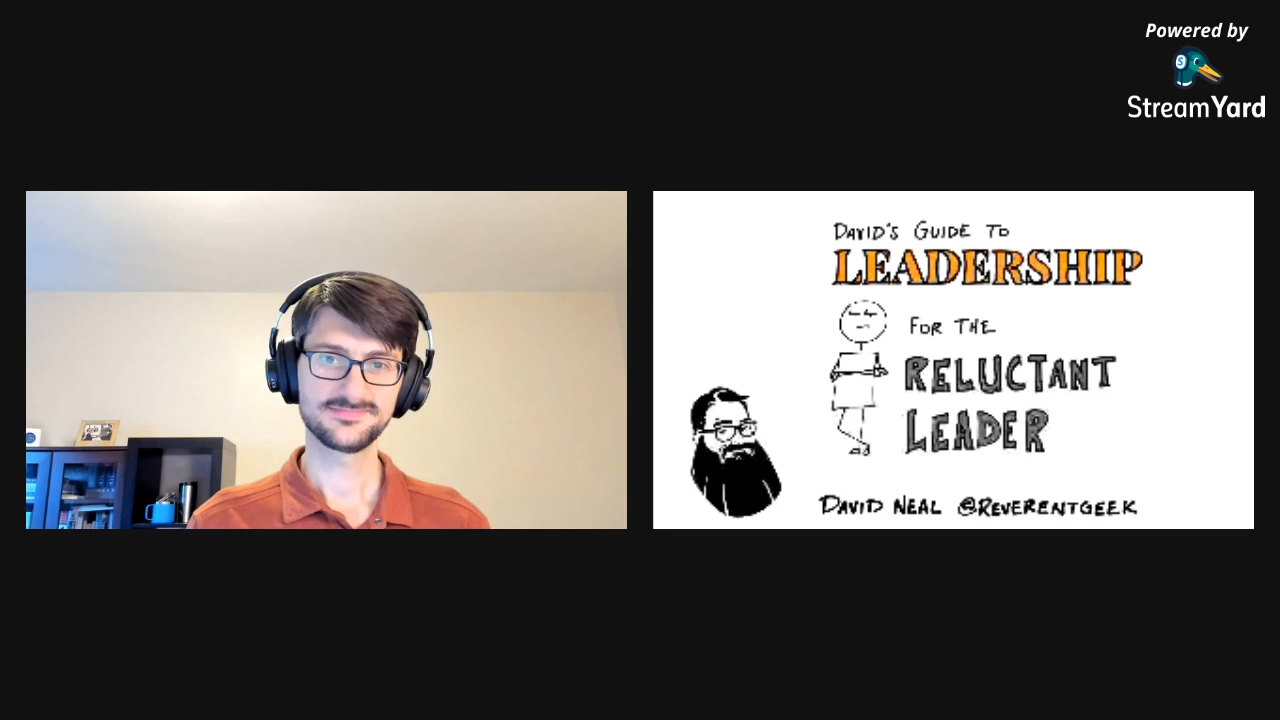 Powered by
StreamYard
DAVID'S GUIDE TO
LEADERSHIP
FOR THE
RELUCTANT
LEADER
DAVID NEAL @REVERENTGEEK